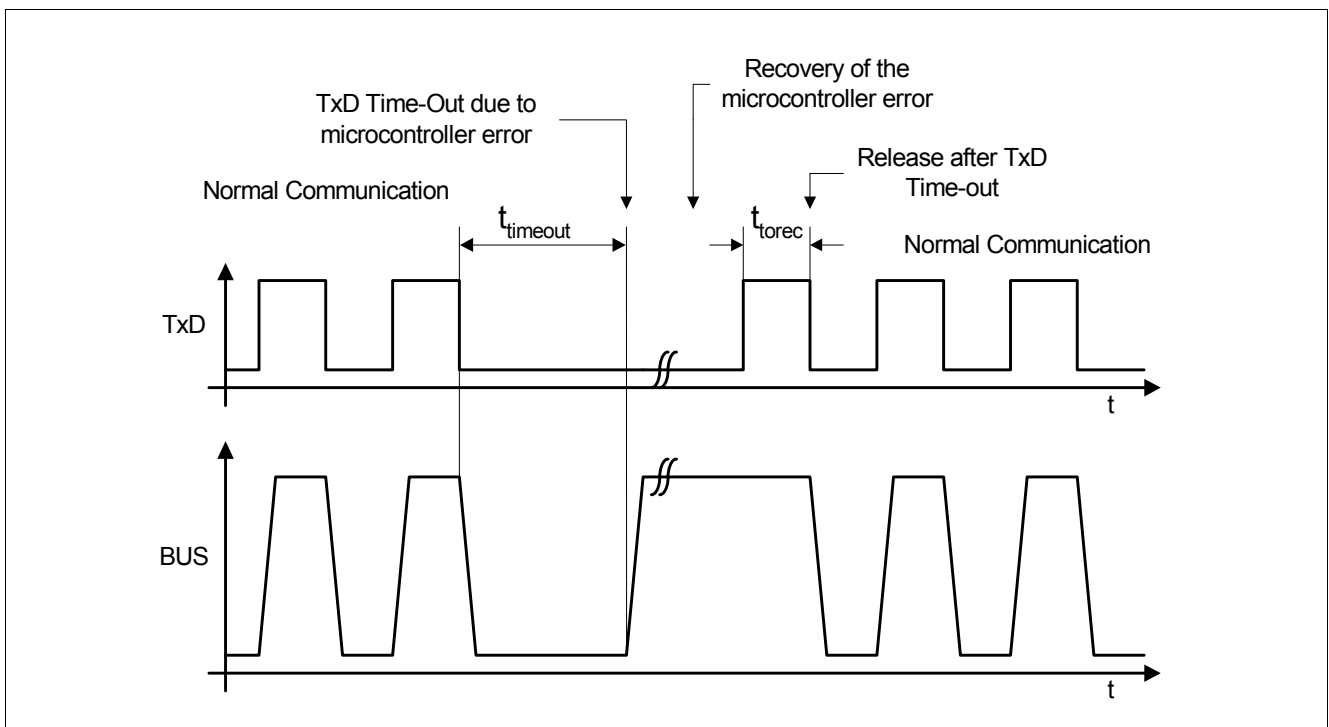 Recovery of the
microcontroller error
TxD Time-Out due to
microcontroller error
Release after TxD
Time-out
Normal Communication
ttimeout
ttorec
Normal Communication
TxD
t
BUS
t